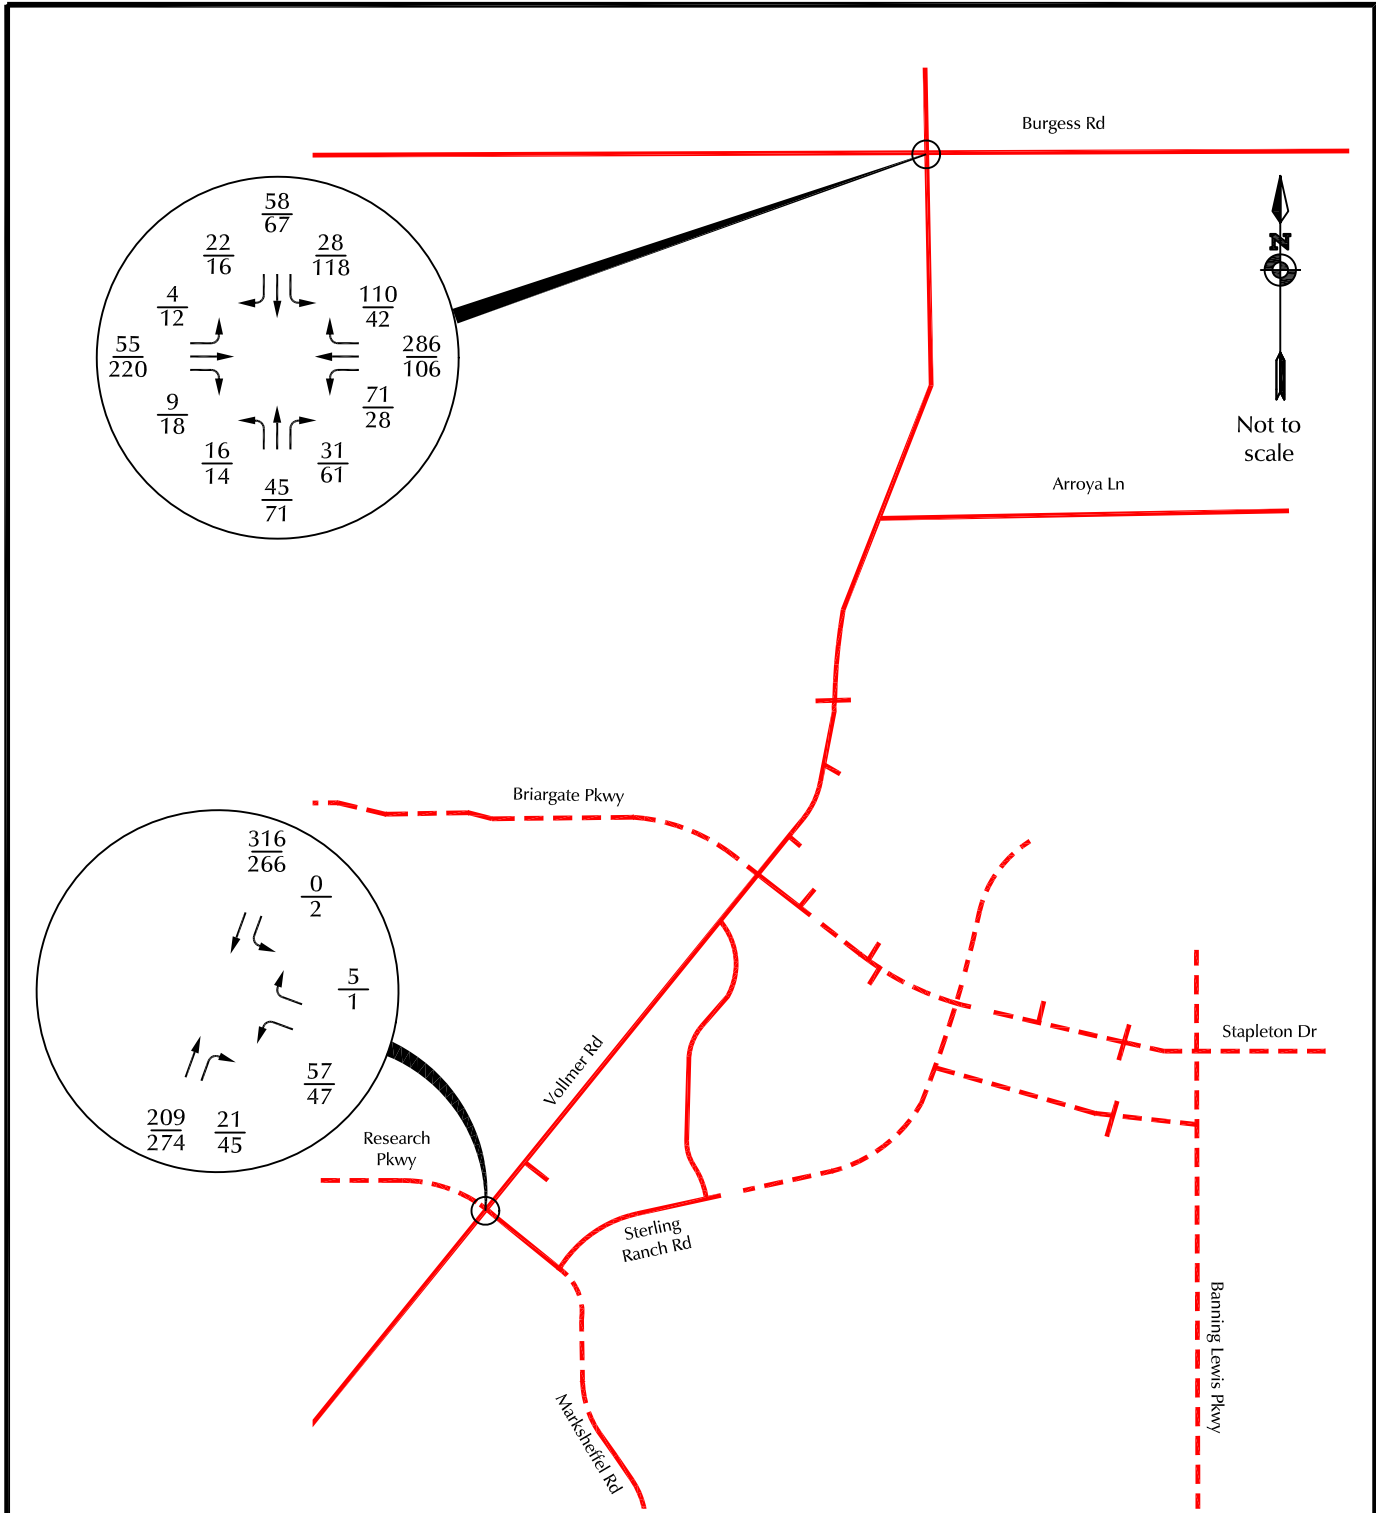 Burgess Rd
58
67
22
16
28
118
4
12
110
42
55
220
286
106
9
18
71
28
16
14
31
61
45
71
N
Not to
scale
Arroya Ln
Briargate Pkwy
316
266
0
2
5
1
57
47
209
274
21
45
Stapleton Dr
Vollmer Rd
Research
Pkwy
Sterling
Ranch Rd
Banning Lewis Pkwy
Marksheffel Rd